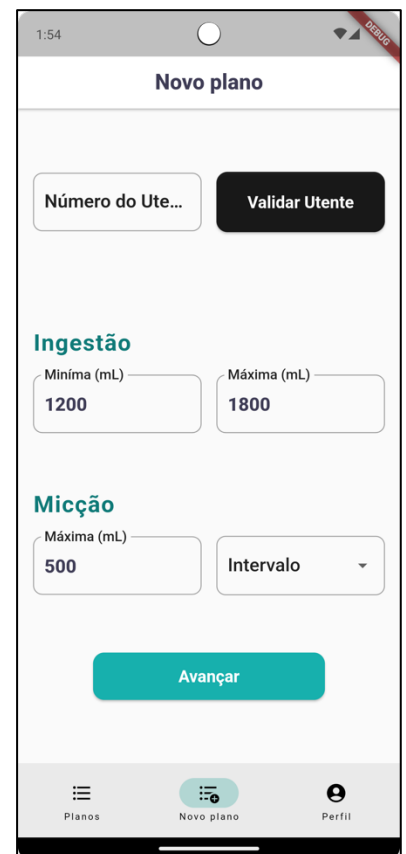 1:54
DEBUG
Novo plano
Número do Ute...
Validar Utente
Ingestão
Miníma (mL)
Máxima (mL)
1200
1800
Micção
Máxima (mL)
500
Intervalo
Avançar
Planos
Novo plano
Perfil